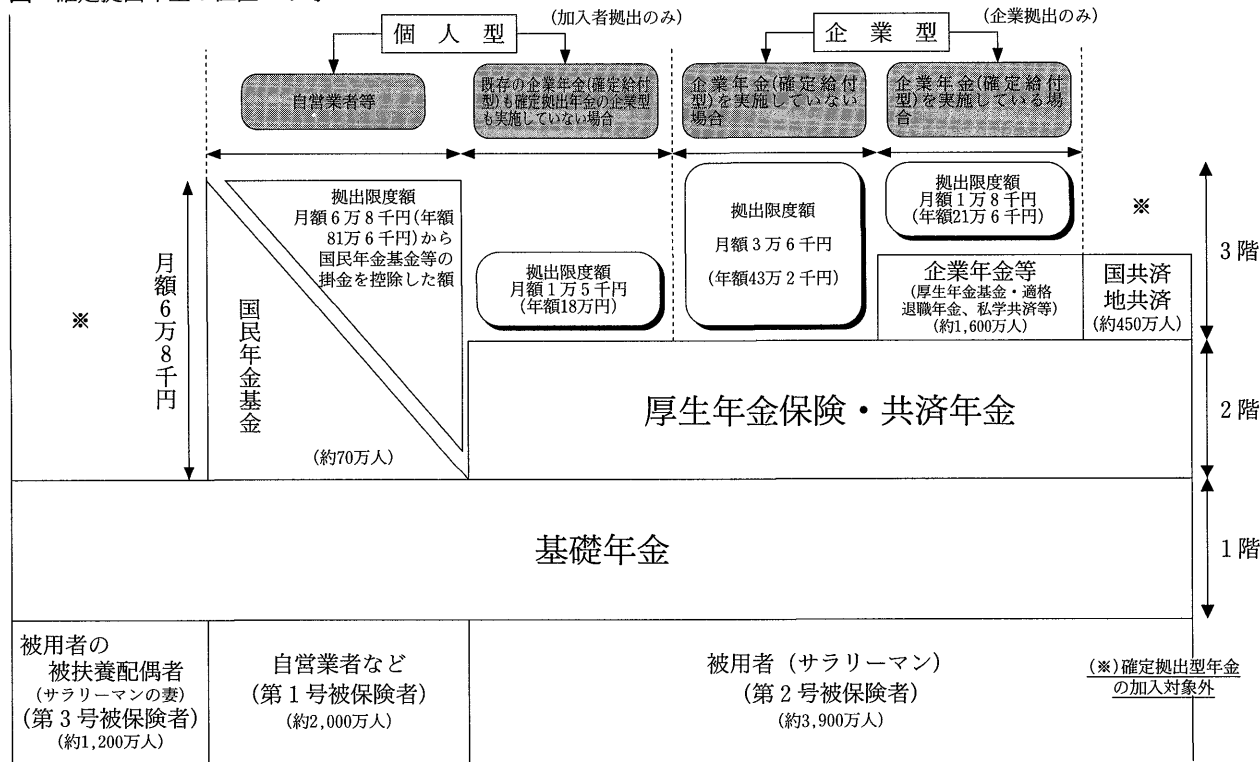 個人型
(加入者拠出のみ)
企業型
(企業拠出のみ)
自営業者等
既存の企業年金(確定給付
型)も確定拠出年金の企業型
も実施していない場合
企業年金(確定給付
型)を実施していない
場合
企業年金(確定給付
型)を実施している場
合
月額6万8千円
※
国民年金基金
拠出限度額
月額6万8千円(年額
81万6千円)から
国民年金基金等の
掛金を控除した額
(約70万人)
拠出限度額
月額1万5千円
(年額18万円)
拠出限度額
月額3万6千円
(年額43万2千円)
拠出限度額
月額1万8千円
(年額21万6千円)
※
企業年金等
(厚生年金基金・適格
退職年金、私学共済等)
(約1,600万人)
国共済
地共済
(約450万人)
3階
厚生年金保険・共済年金
2階
基礎年金
1階
被用者の
被扶養配偶者
(サラリーマンの妻)
(第3号被保険者)
(約1,200万人)
自営業者など
(第1号被保険者)
(約2,000万人)
被用者(サラリーマン)
(第2号被保険者)
(約3,900万人)
(※)確定拠出型年金
の加入対象外